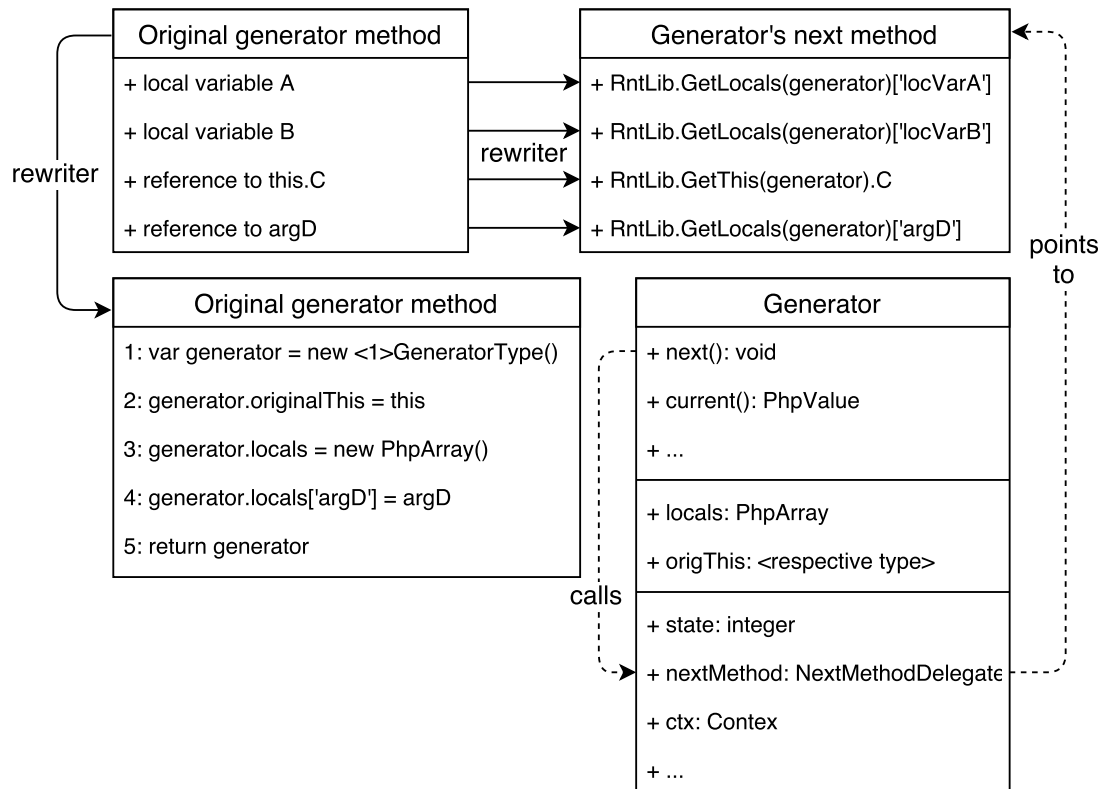 Original generator method
+ local variable A
+ local variable B
+ reference to this.C
+ reference to argD
rewriter
rewriter
Generator's next method
+ RntLib.GetLocals(generator)['locVarA']
+ RntLib.GetLocals(generator)['locVarB']
+ RntLib.GetThis(generator).C
+ RntLib.GetLocals(generator)['argD']
points
to
Original generator method
1: var generator = new <1>GeneratorType()
2: generator.originalThis = this
3: generator.locals = new PhpArray()
4: generator.locals['argD'] = argD
5: return generator
calls
Generator
+ next(): void
+ current(): PhpValue
+ ...
+ locals: PhpArray
+ origThis: <respective type>
+ state: integer
+ nextMethod: NextMethodDelegate
+ ctx: Contex
+ ...